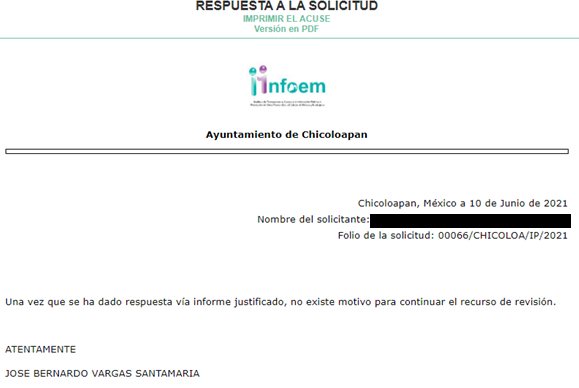 RESPUESTA A LA SOLICITUD
IMPRIMIR EL ACUSE
Versión en PDF
infoem
Ayuntamiento de Chicoloapan
Chicoloapan, México a 10 de Junio de 2021
Nombre del solicitante:
Folio de la solicitud: 00066/CHICOLOA/IP/2021
Una vez que se ha dado respuesta vía informe justificado, no existe motivo para continuar el recurso de revisión.
ATENTAMENTE
JOSE BERNARDO VARGAS SANTAMARIA